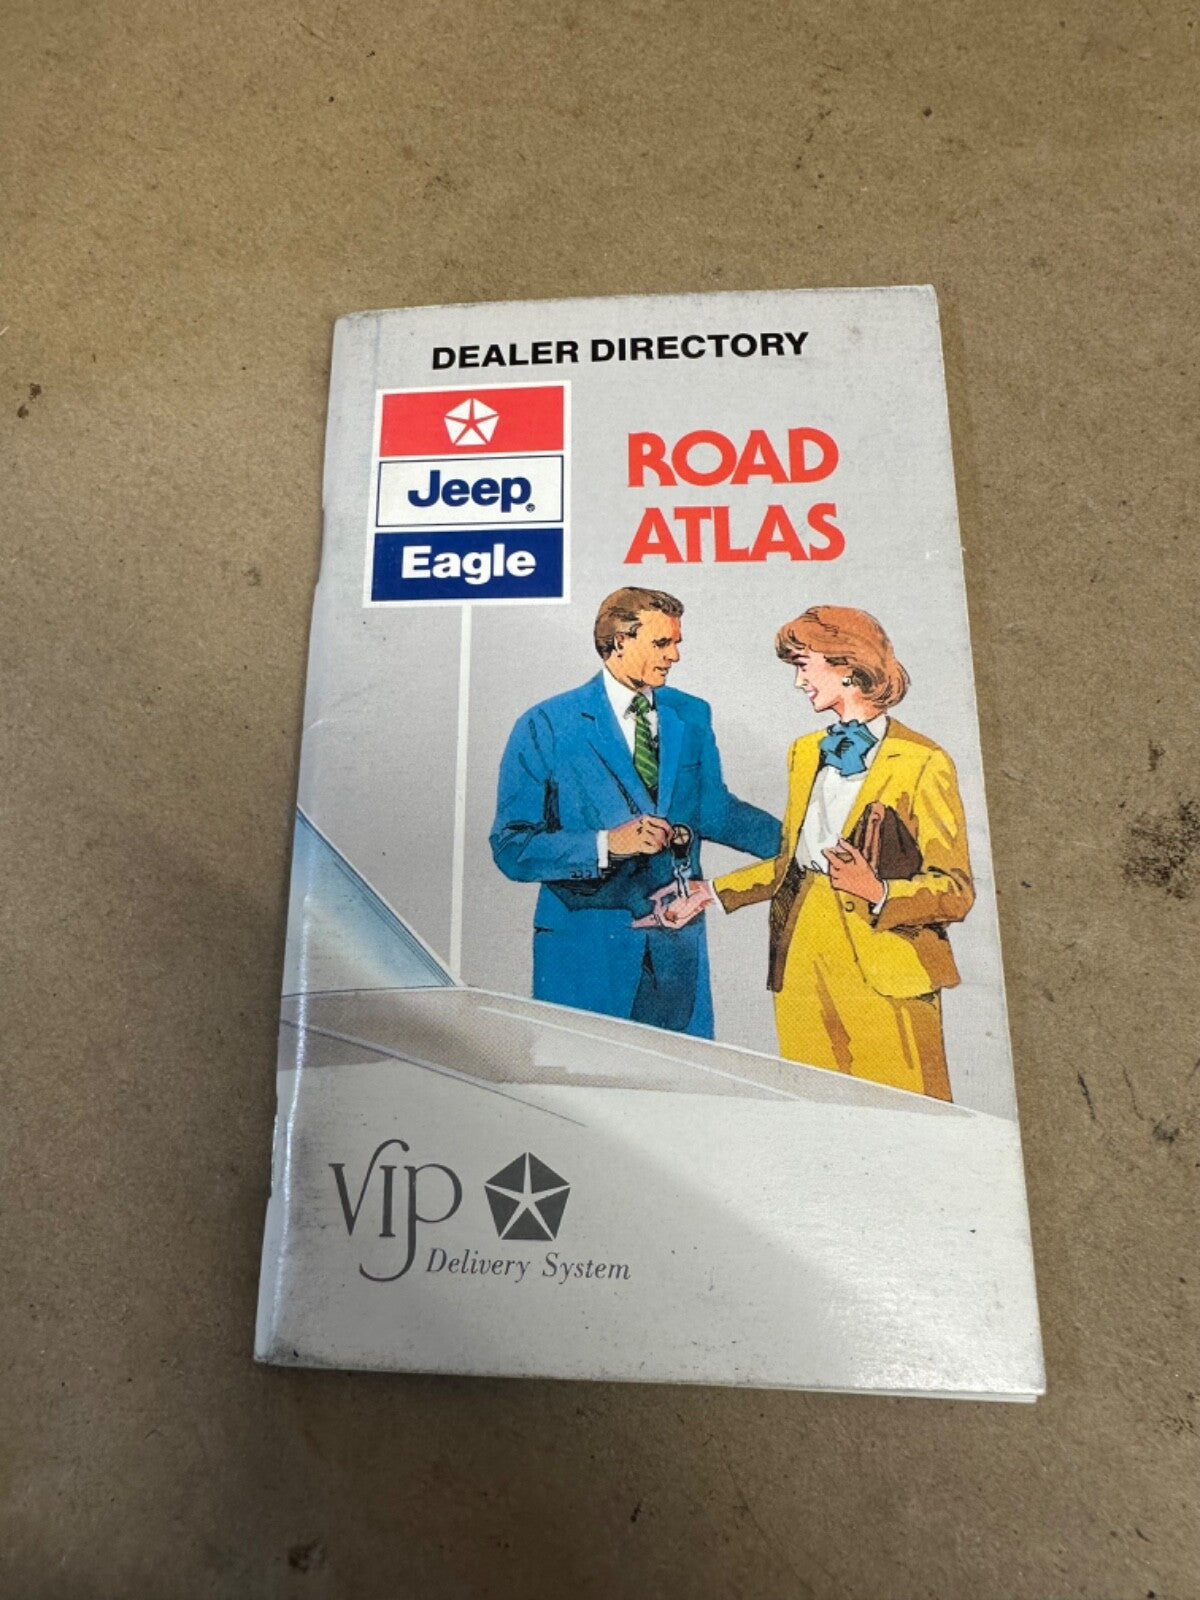 DEALER DIRECTORY
Jeep®
Eagle
ROAD
ATLAS
VIP
Delivery System